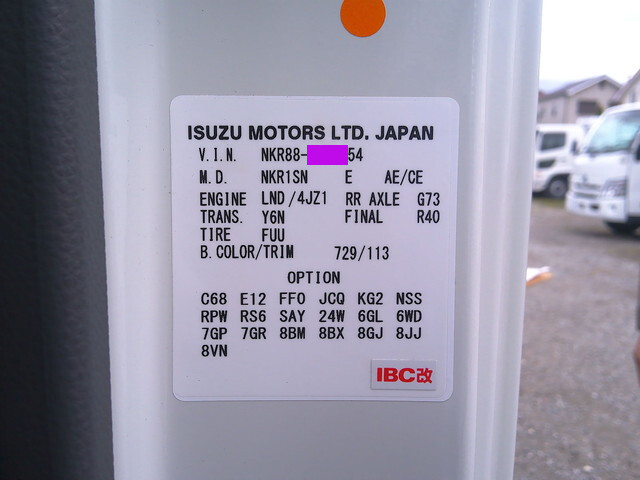 ISUZU MOTORS LTD. JAPAN
V.I.N. NKR88- 54
M.D. NKR1SN E AE/CE
ENGINE LND/4JZ1 RR AXLE G73
TRANS. Y6N FINAL R40
TIRE FUU
B.COLOR/TRIM 729/113
OPTION
C68 E12 FF0 JCQ KG2 NSS
RPW RS6 SAY 24W 6GL 6WD
7GP 7GR 8BM 8BX 8GJ 8JJ
8VN
IBC改